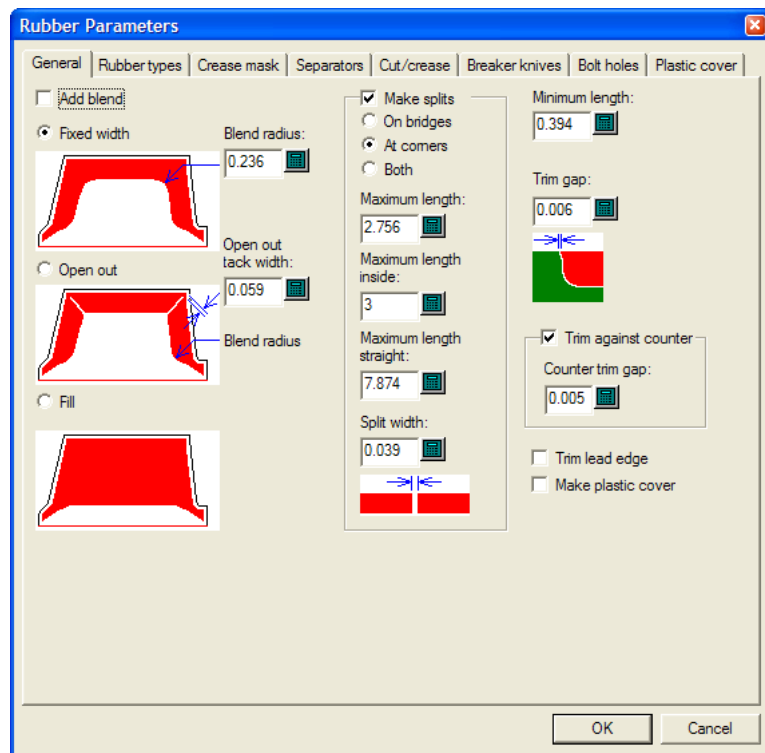 Rubber Parameters
General
Rubber types
Crease mask
Separators
Cut/crease
Breaker knives
Bolt holes
Plastic cover
Add blend
Fixed width
Blend radius:
0.236
Open out
tack width:
0.059
Open out
Blend radius
Fill
Make splits
On bridges
At corners
Both
Maximum length:
2.756
Maximum length
inside:
3
Maximum length
straight:
7.874
Split width:
0.039
Minimum length:
0.394
Trim gap:
0.006
Trim against counter
Counter trim gap:
0.005
Trim lead edge
Make plastic cover
OK
Cancel